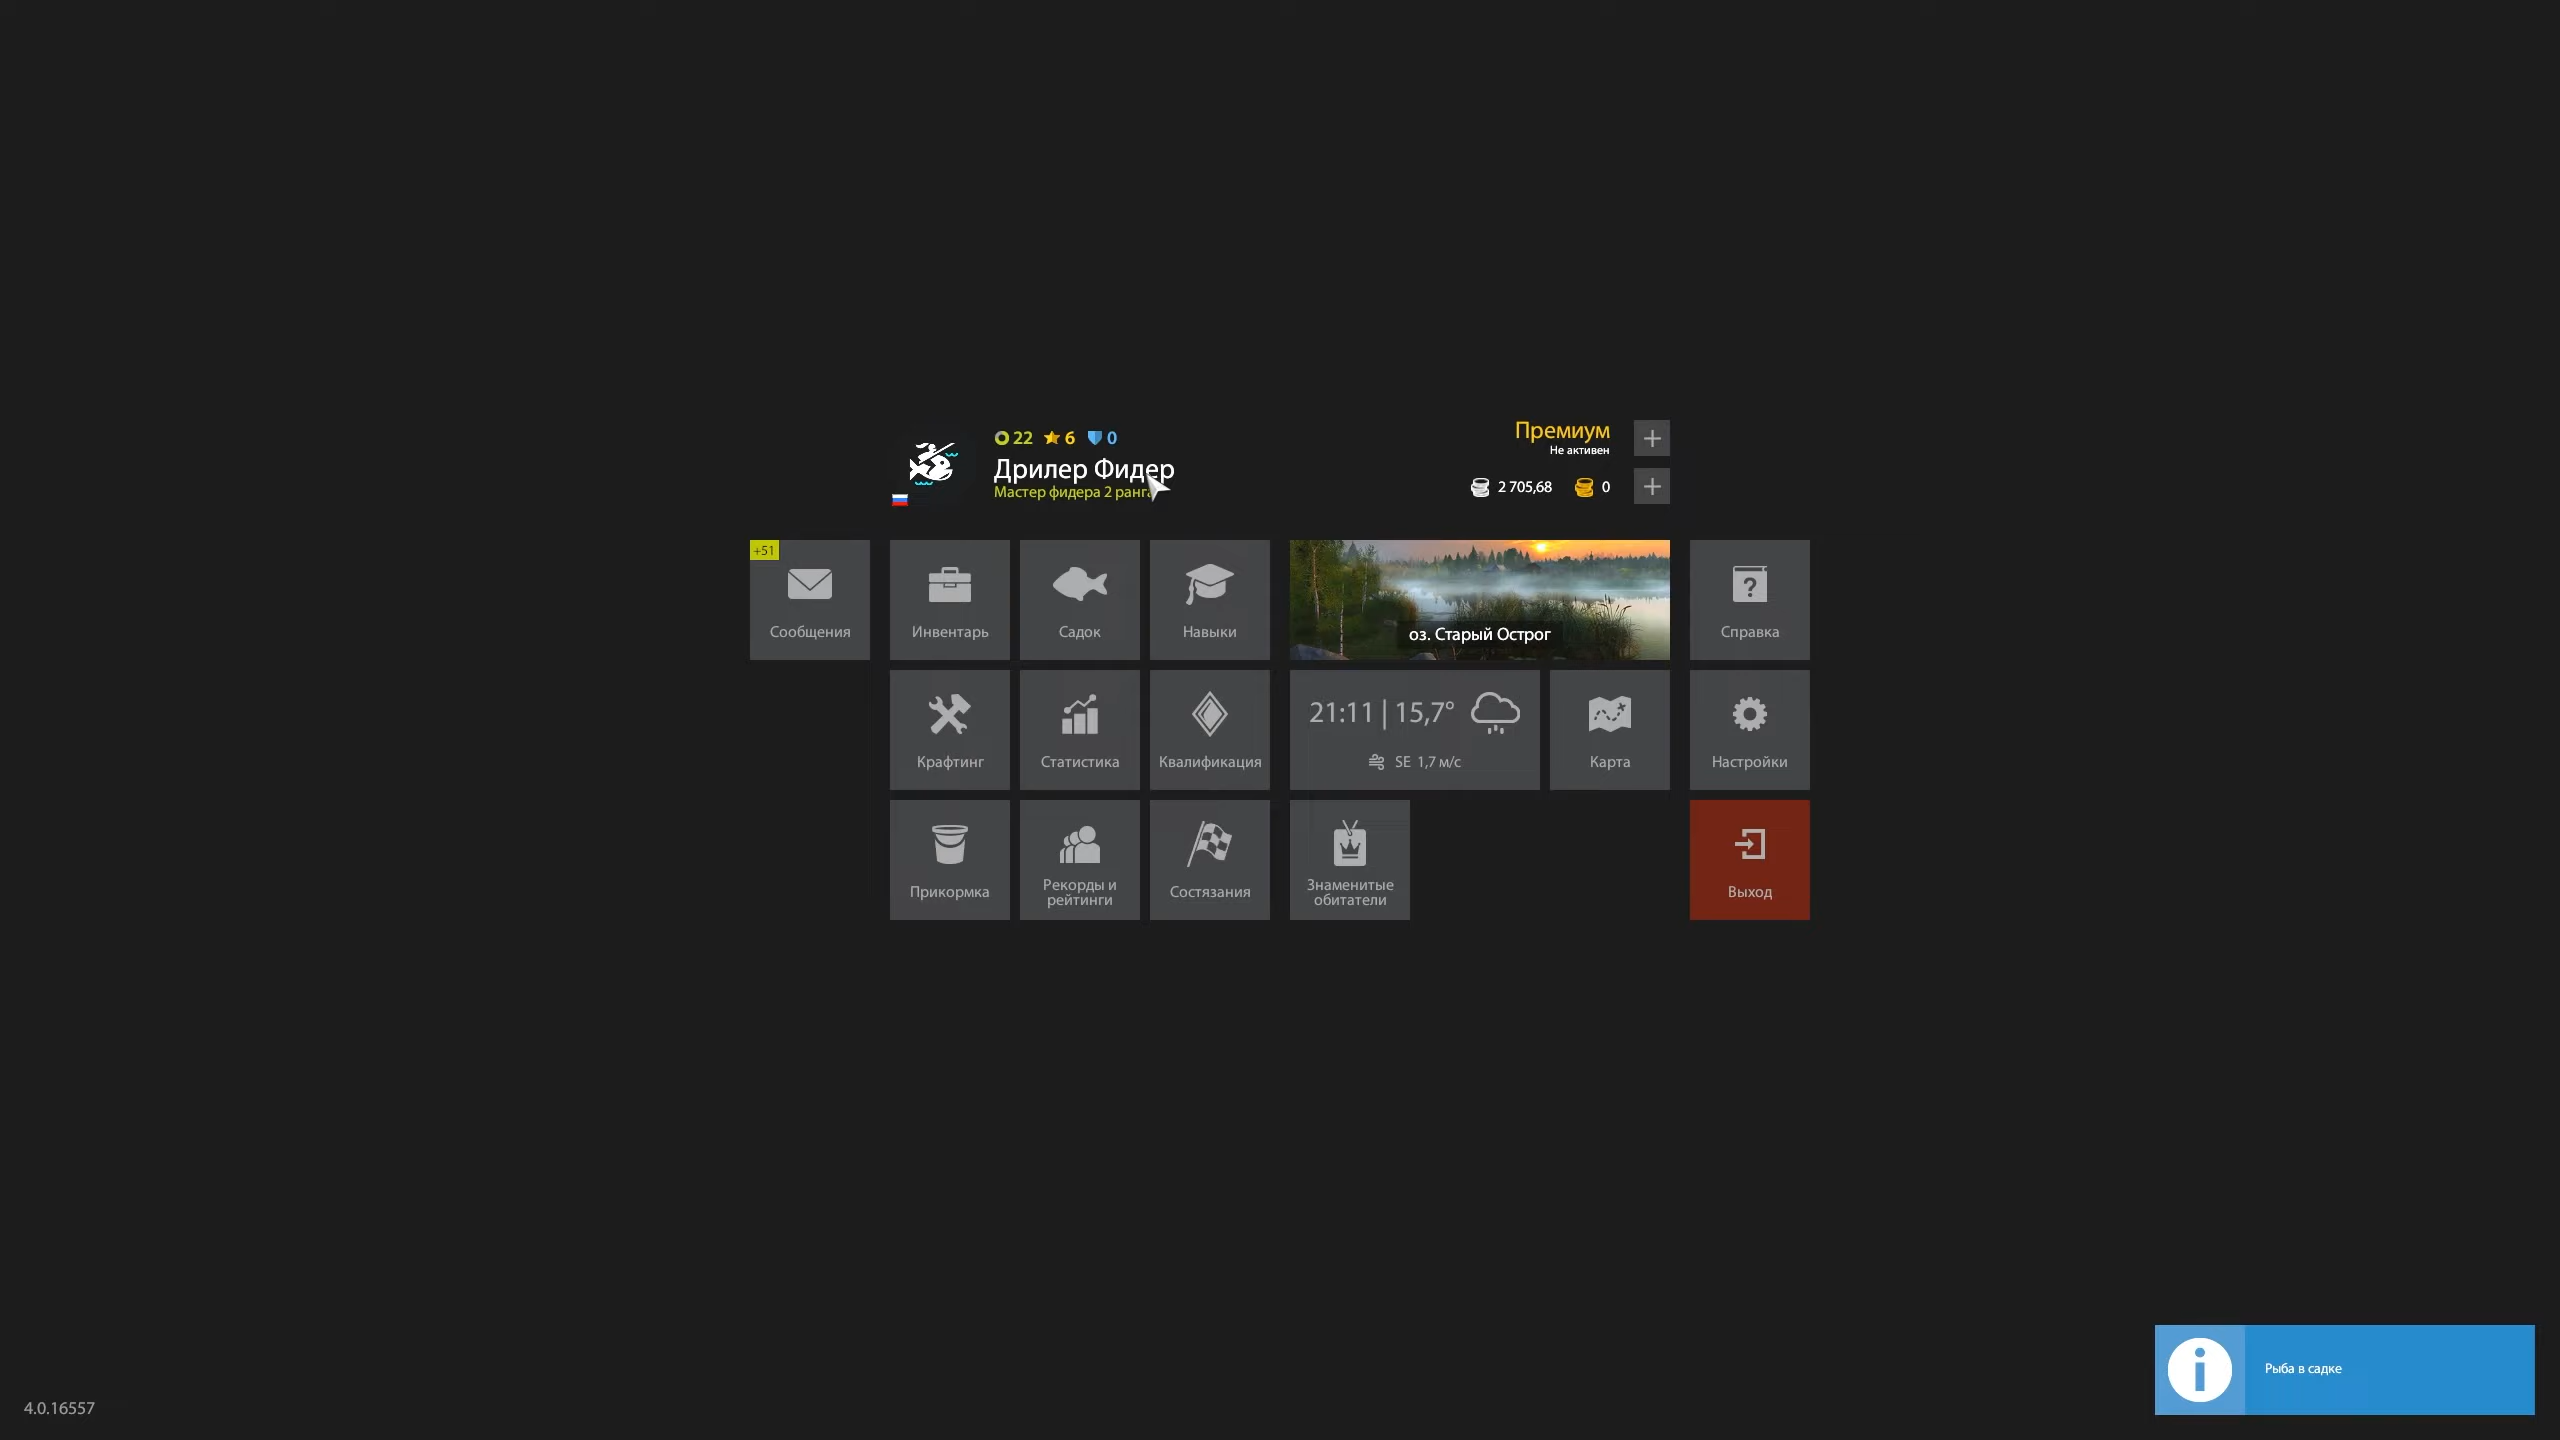 22 6 0
Дрилер Фидер
Мастер фидера 2 ранга
Премиум
Не активен
2 705,68 0
+51
Сообщения
Инвентарь
Садок
Навыки
оз. Старый Острог
Справка
Крафтинг
Статистика
Квалификация
21:11 | 15,7°
SE 1,7 м/с
Карта
Настройки
Прикормка
Рекорды и
рейтинги
Состязания
Знаменитые
обитатели
Выход
Рыба в садке
4.0.16557